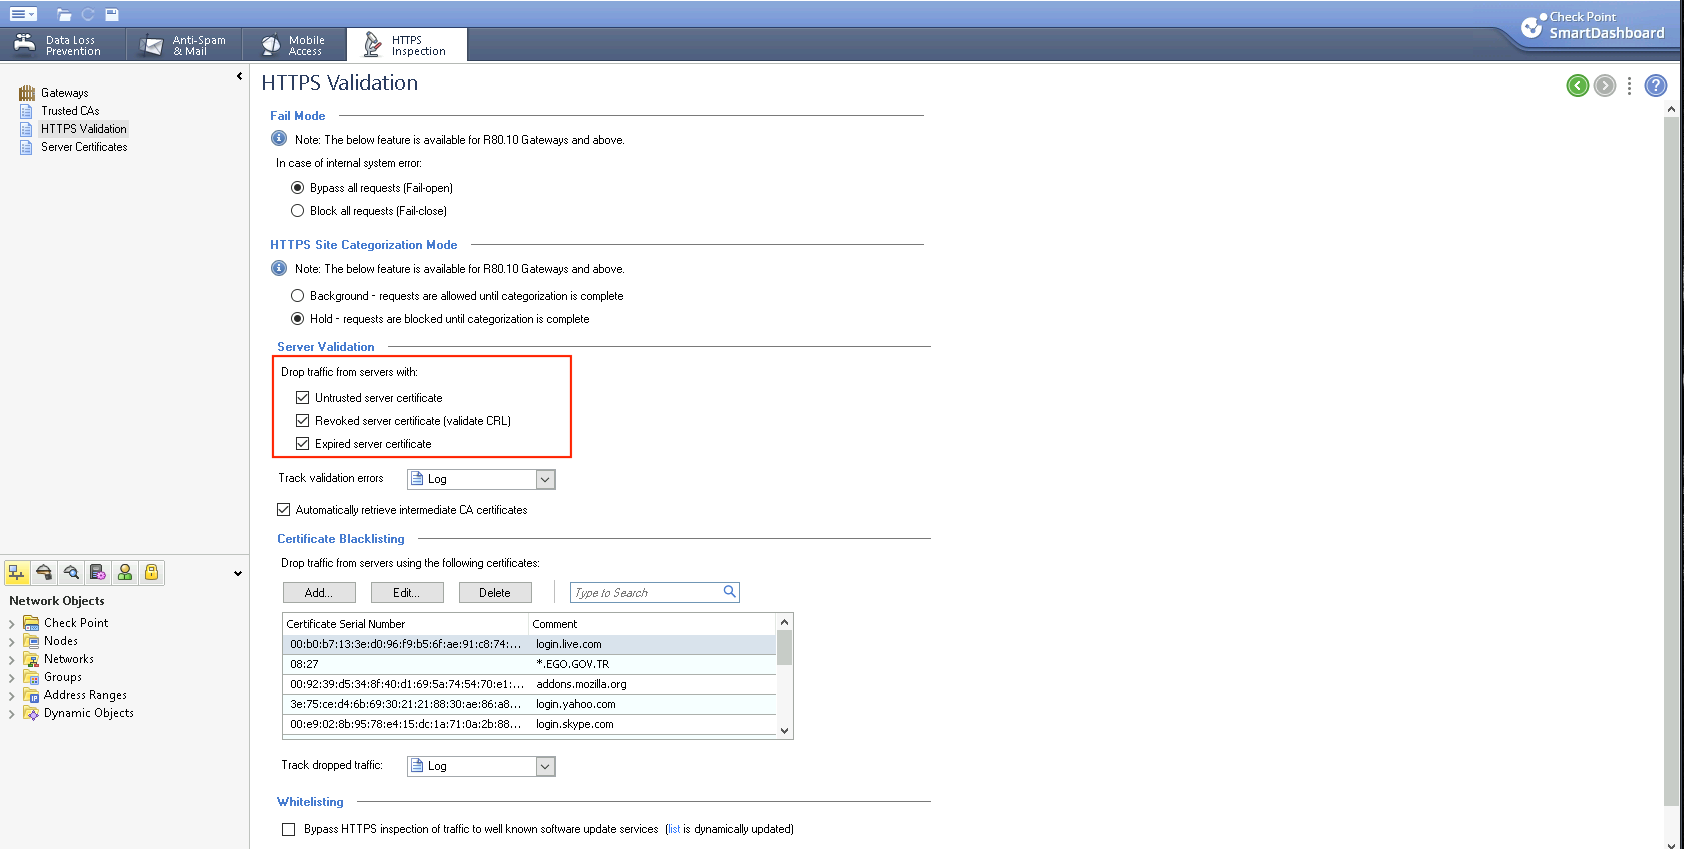 Check Point
SmartDashboard
Data Loss
Prevention
Anti-Spam
& Mail
Mobile
Access
HTTPS
Inspection
Gateways
Trusted CAs
HTTPS Validation
Server Certificates
HTTPS Validation
Fail Mode
Note: The below feature is available for R80.10 Gateways and above.
In case of internal system error:
Bypass all requests (Fail-open)
Block all requests (Fail-close)
HTTPS Site Categorization Mode
Note: The below feature is available for R80.10 Gateways and above.
Background - requests are allowed until categorization is complete
Hold - requests are blocked until categorization is complete
Server Validation
Drop traffic from servers with:
Untrusted server certificate
Revoked server certificate (validate CRL)
Expired server certificate
Track validation errors Log
Automatically retrieve intermediate CA certificates
Certificate Blacklisting
Drop traffic from servers using the following certificates:
Add... Edit... Delete Type to Search
Certificate Serial Number Comment
00:b0:b7:13:3e:d0:96:f9:b5:6f:ae:91:c8:74:... login.live.com
08:27 *.EGO.GOV.TR
00:92:39:d5:34:8f:40:d1:69:5a:74:54:70:e1:... addons.mozilla.org
3e:75:ce:d4:6b:69:30:21:21:88:30:ae:86:a8... login.yahoo.com
00:e9:02:8b:95:78:e4:15:dc:1a:71:0a:2b:88... login.skype.com
Track dropped traffic: Log
Whitelisting
Bypass HTTPS inspection of traffic to well known software update services (list is dynamically updated)
Network Objects
Check Point
Nodes
Networks
Groups
Address Ranges
Dynamic Objects